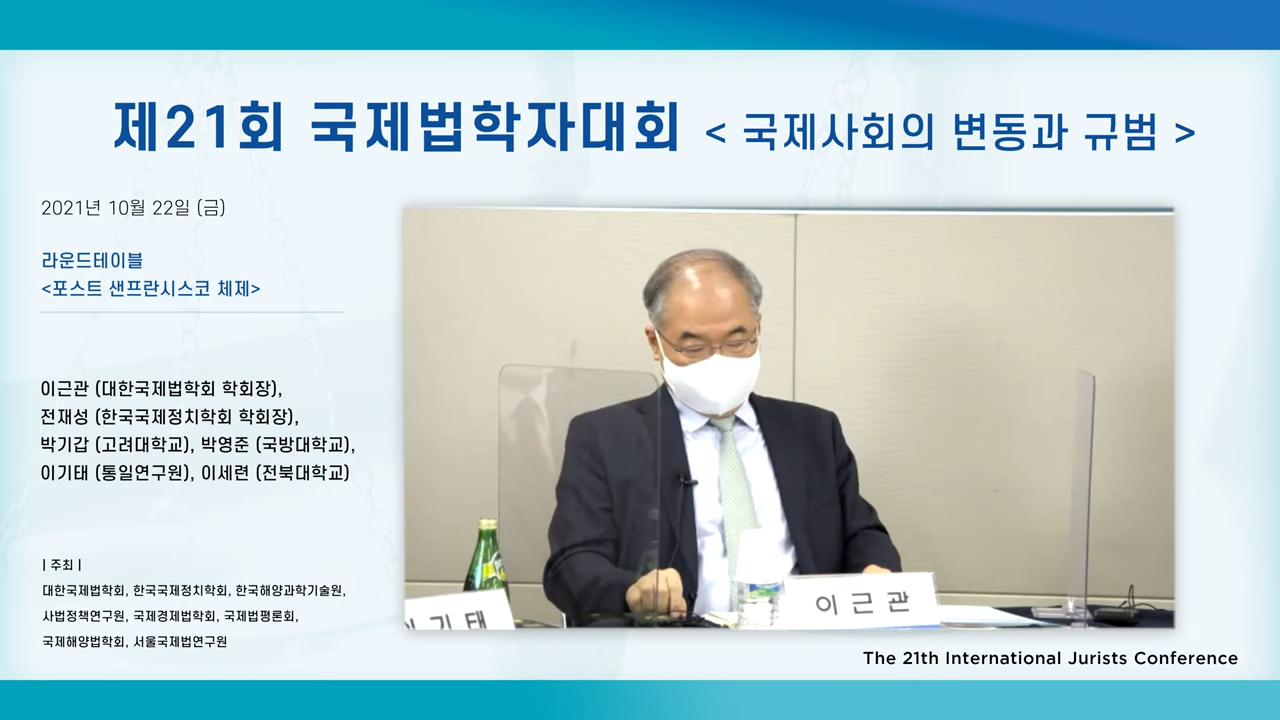 제21회 국제법학자대회 < 국제사회의 변동과 규범 >
2021년 10월 22일 (금)
라운드테이블
<포스트 샌프란시스코 체제>
이근관 (대한국제법학회 학회장),
전재성 (한국국제정치학회 학회장),
박기갑 (고려대학교), 박영준 (국방대학교),
이기태 (통일연구원), 이세련 (전북대학교)
| 주최 |
대한국제법학회, 한국국제정치학회, 한국해양과학기술원,
사법정책연구원, 국제경제법학회, 국제법평론회,
국제해양법학회, 서울국제법연구원
이 기 태
이 근 관
The 21th International Jurists Conference